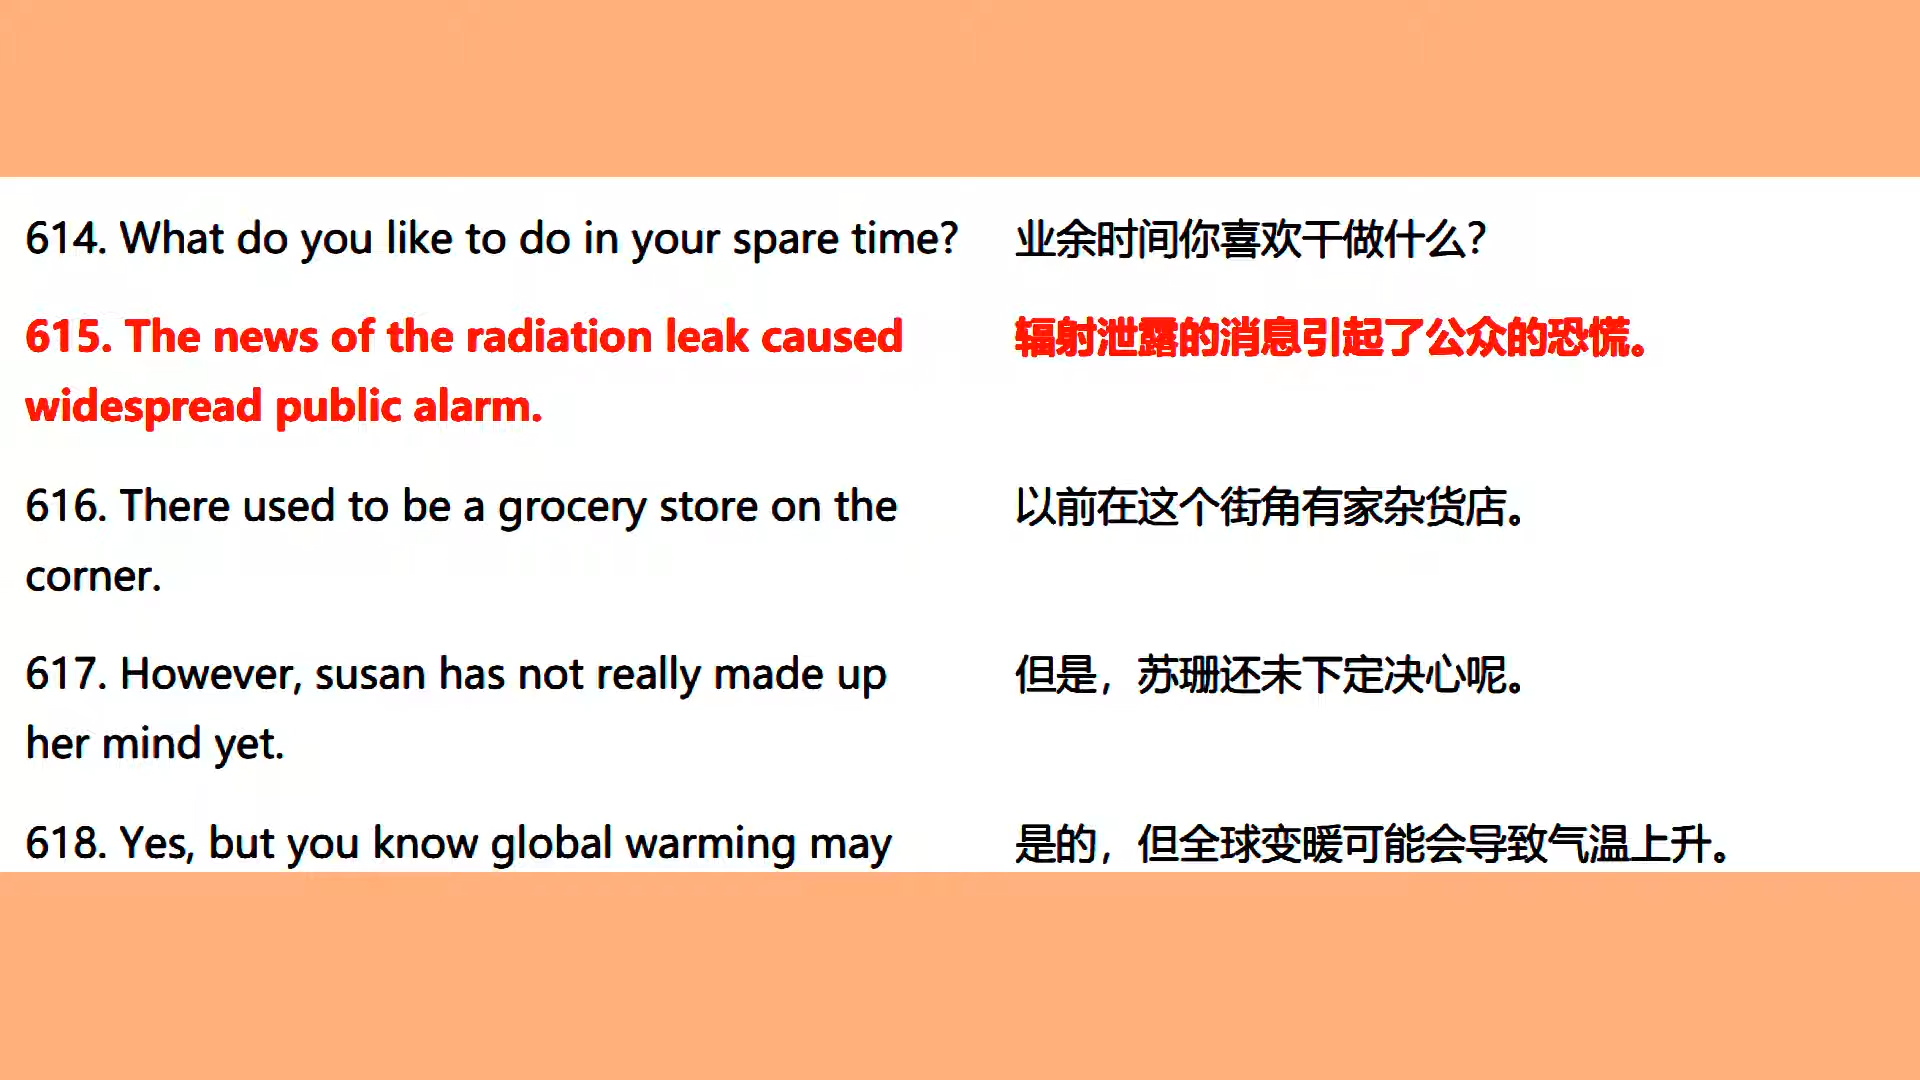 614. What do you like to do in your spare time?
业余时间你喜欢干做什么？
615. The news of the radiation leak caused
widespread public alarm.
辐射泄露的消息引起了公众的恐慌。
616. There used to be a grocery store on the
corner.
以前在这个街角有家杂货店。
617. However, susan has not really made up
her mind yet.
但是，苏珊还未下定决心呢。
618. Yes, but you know global warming may
是的，但全球变暖可能会导致气温上升。